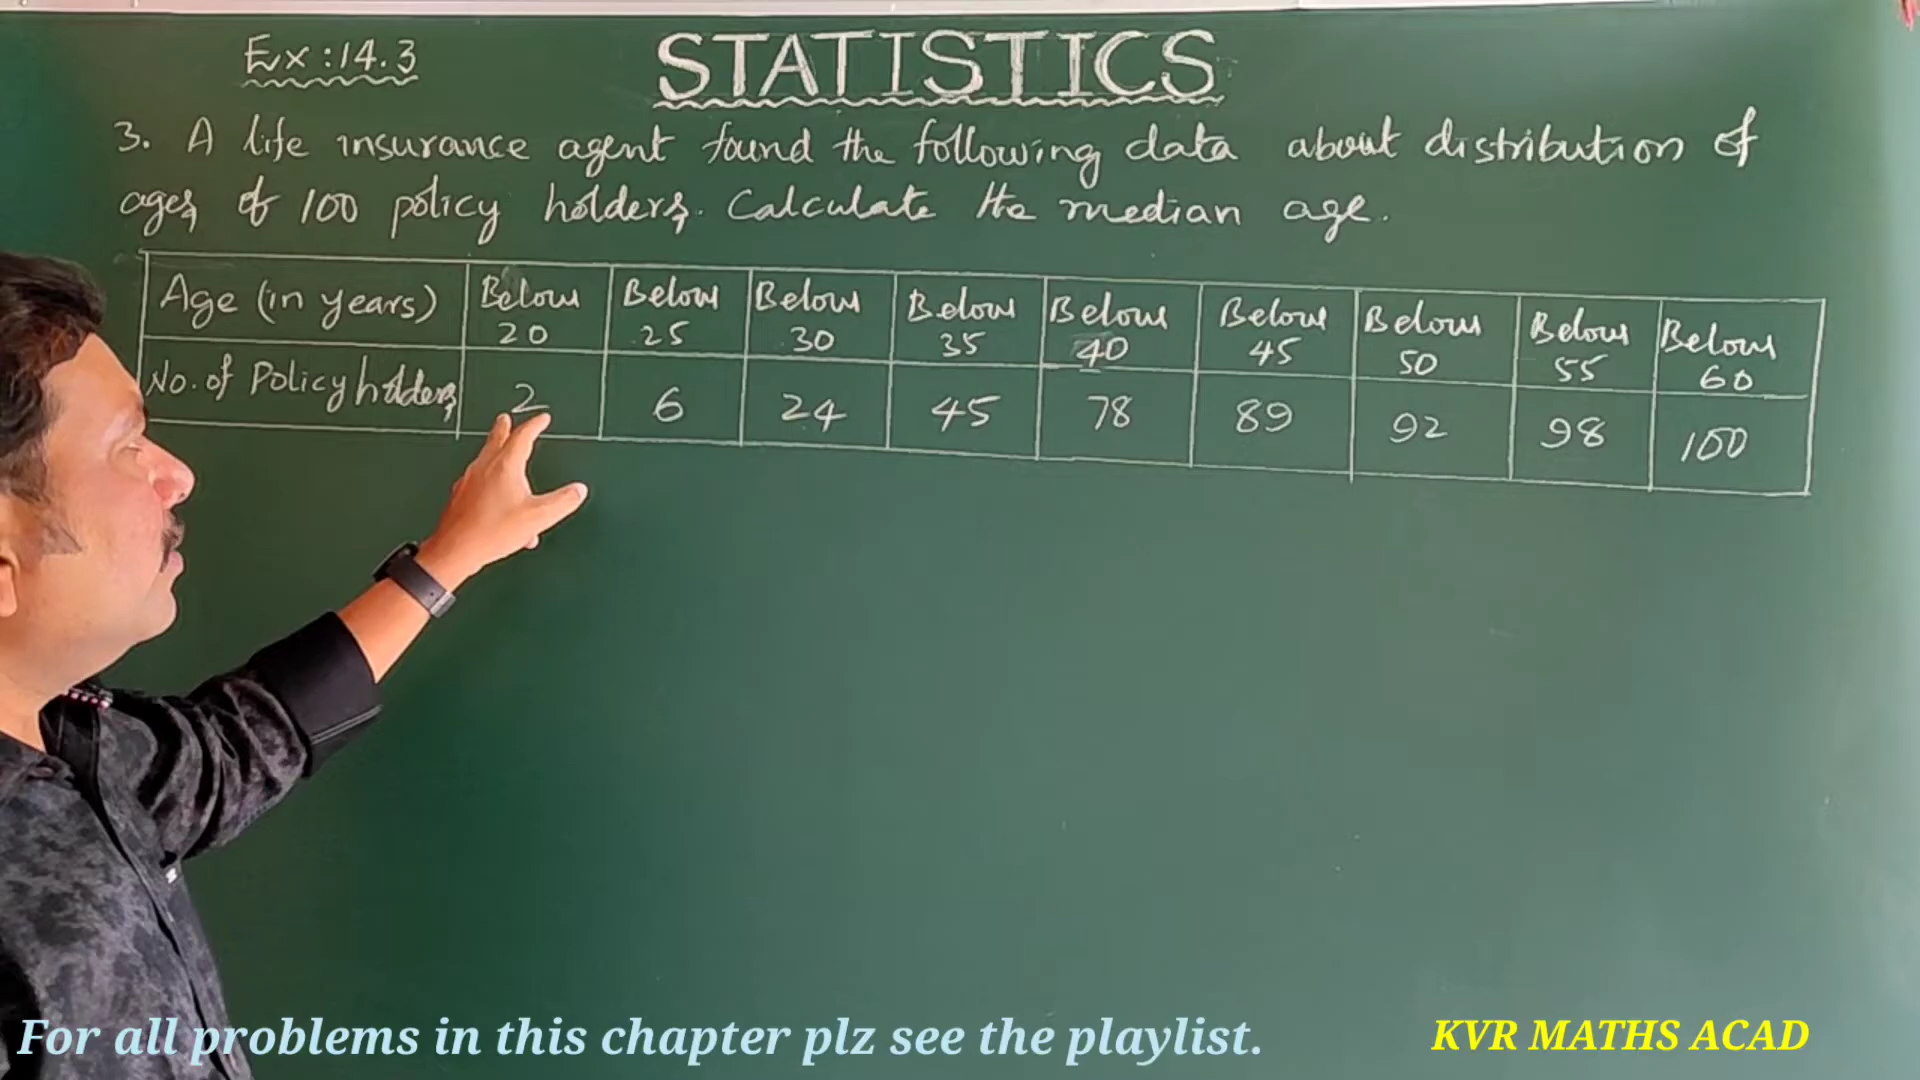 Ex:14.3
STATISTICS
3. A life insurance agent found the following data about distribution of
ages of 100 policy holders. Calculate the median age.
Age (in years) Below 20 Below 25 Below 30 Below 35 Below 40 Below 45 Below 50 Below 55 Below 60
No. of Policy holders 2 6 24 45 78 89 92 98 100
For all problems in this chapter plz see the playlist.
KVR MATHS ACAD